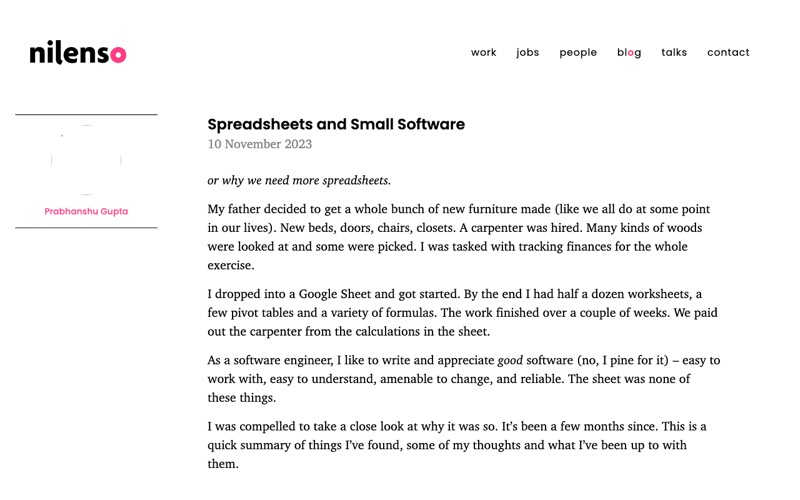 nilenso
work jobs people blog talks contact
Spreadsheets and Small Software
10 November 2023
Prabhanshu Gupta
or why we need more spreadsheets.
My father decided to get a whole bunch of new furniture made (like we all do at some point
in our lives). New beds, doors, chairs, closets. A carpenter was hired. Many kinds of woods
were looked at and some were picked. I was tasked with tracking finances for the whole
exercise.
I dropped into a Google Sheet and got started. By the end I had half a dozen worksheets, a
few pivot tables and a variety of formulas. The work finished over a couple of weeks. We paid
out the carpenter from the calculations in the sheet.
As a software engineer, I like to write and appreciate good software (no, I pine for it) – easy to
work with, easy to understand, amenable to change, and reliable. The sheet was none of
these things.
I was compelled to take a close look at why it was so. It’s been a few months since. This is a
quick summary of things I’ve found, some of my thoughts and what I’ve been up to with
them.